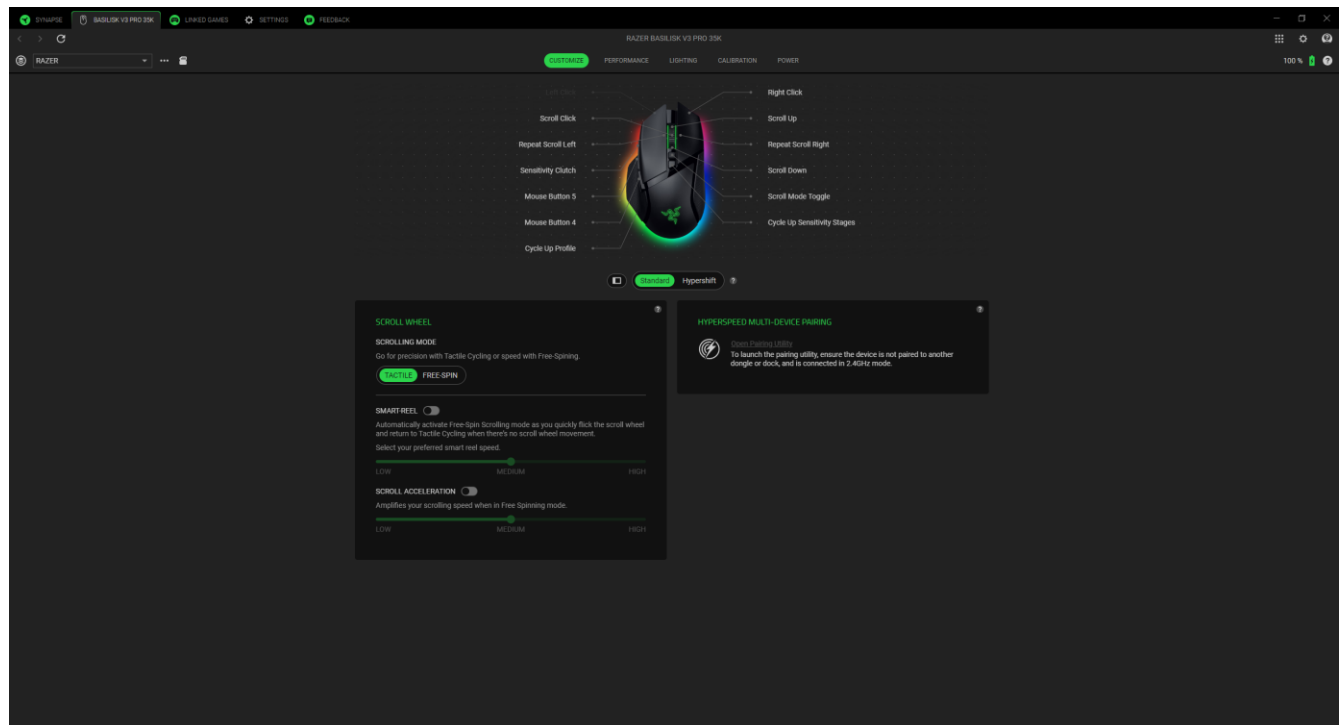 SYNAPSE BASILISK V3 PRO 35K LINKED GAMES SETTINGS FEEDBACK
RAZER BASILISK V3 PRO 35K
RAZER CUSTOMIZE PERFORMANCE LIGHTING CALIBRATION POWER 100 %
Left Click Right Click
Scroll Click Scroll Up
Repeat Scroll Left Repeat Scroll Right
Sensitivity Clutch Scroll Down
Mouse Button 5 Scroll Mode Toggle
Mouse Button 4 Cycle Up Sensitivity Stages
Cycle Up Profile
Standard Hypershift ?
SCROLL WHEEL
SCROLLING MODE
Go for precision with Tactile Cycling or speed with Free-Spining.
TACTILE FREE-SPIN
SMART-REEL
Automatically activate Free-Spin Scrolling mode as you quickly flick the scroll wheel
and return to Tactile Cycling when there's no scroll wheel movement.
Select your preferred smart reel speed.
LOW MEDIUM HIGH
SCROLL ACCELERATION
Amplifies your scrolling speed when in Free Spinning mode.
LOW MEDIUM HIGH
HYPERSPEED MULTI-DEVICE PAIRING
Open Pairing Utility
To launch the pairing utility, ensure the device is not paired to another
dongle or dock, and is connected in 2.4GHz mode.